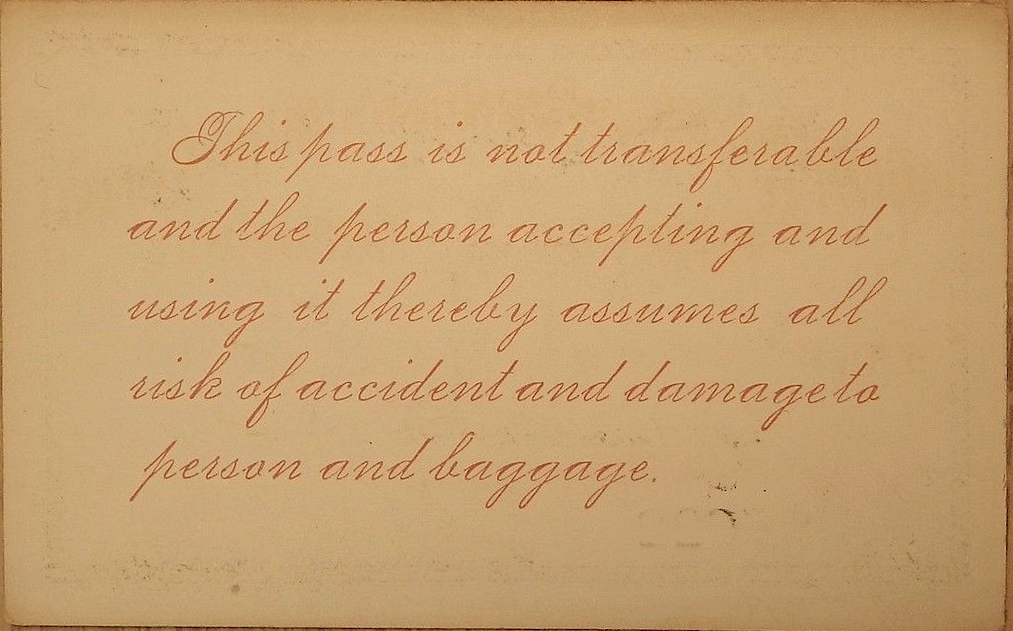 This pass is not transferable
and the person accepting and
using it thereby assumes all
risk of accident and damage to
person and baggage.